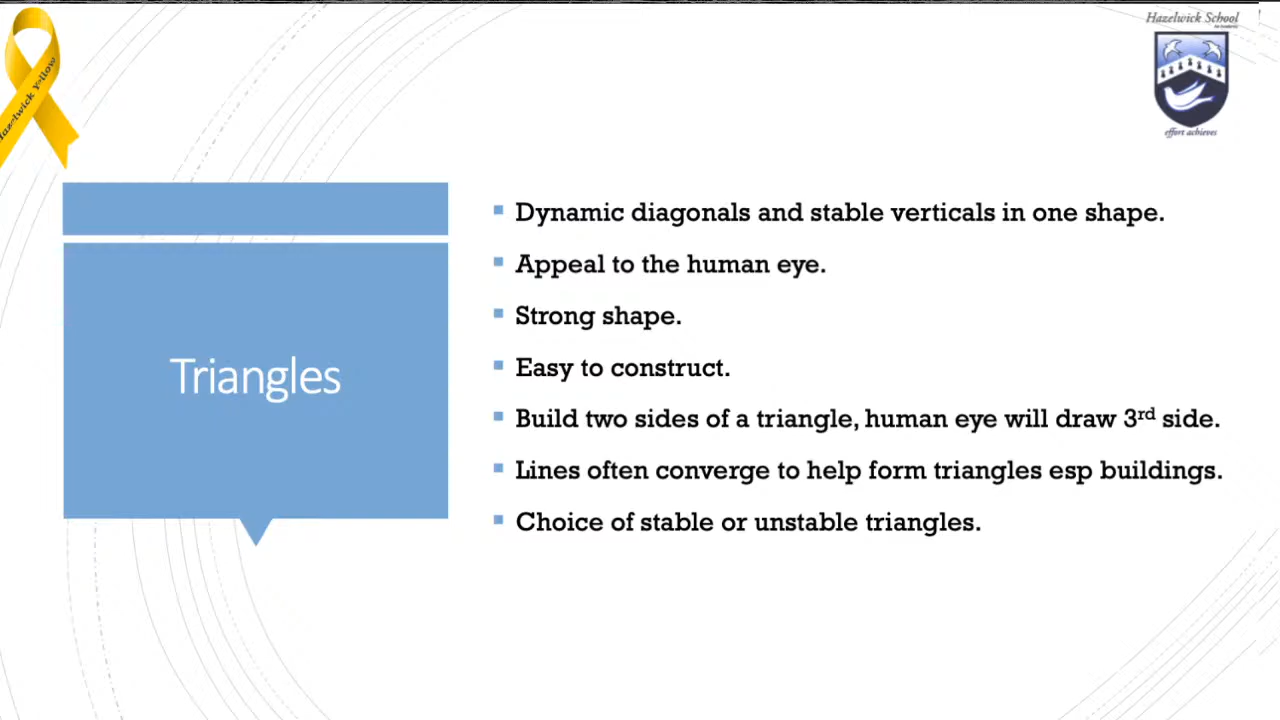 Hazelwick Yellow
Hazelwick School
effort achieves
Triangles
Dynamic diagonals and stable verticals in one shape.
Appeal to the human eye.
Strong shape.
Easy to construct.
Build two sides of a triangle, human eye will draw 3rd side.
Lines often converge to help form triangles esp buildings.
Choice of stable or unstable triangles.